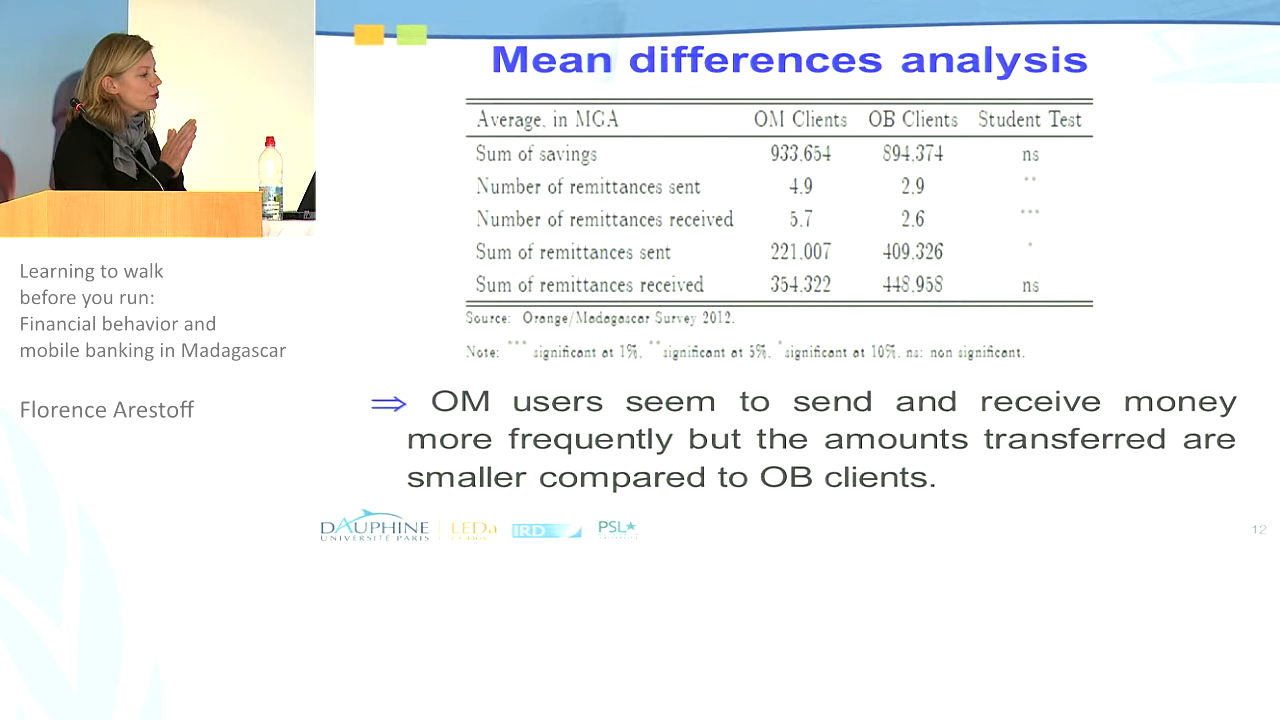 Mean differences analysis
Average, in MGA OM Clients OB Clients Student Test
Sum of savings 933,654 894,374 ns
Number of remittances sent 4.9 2.9 **
Number of remittances received 5.7 2.6 ***
Sum of remittances sent 221,007 409,326 *
Sum of remittances received 354,322 448,958 ns
Source: Orange/Madagascar Survey 2012.
Note: *** significant at 1%, ** significant at 5%, * significant at 10%, ns: non significant.
⇒ OM users seem to send and receive money
more frequently but the amounts transferred are
smaller compared to OB clients.
Learning to walk
before you run:
Financial behavior and
mobile banking in Madagascar
Florence Arestoff
DAUPHINE
UNIVERSITÉ PARIS
LEDa
IRD
PSL★
12